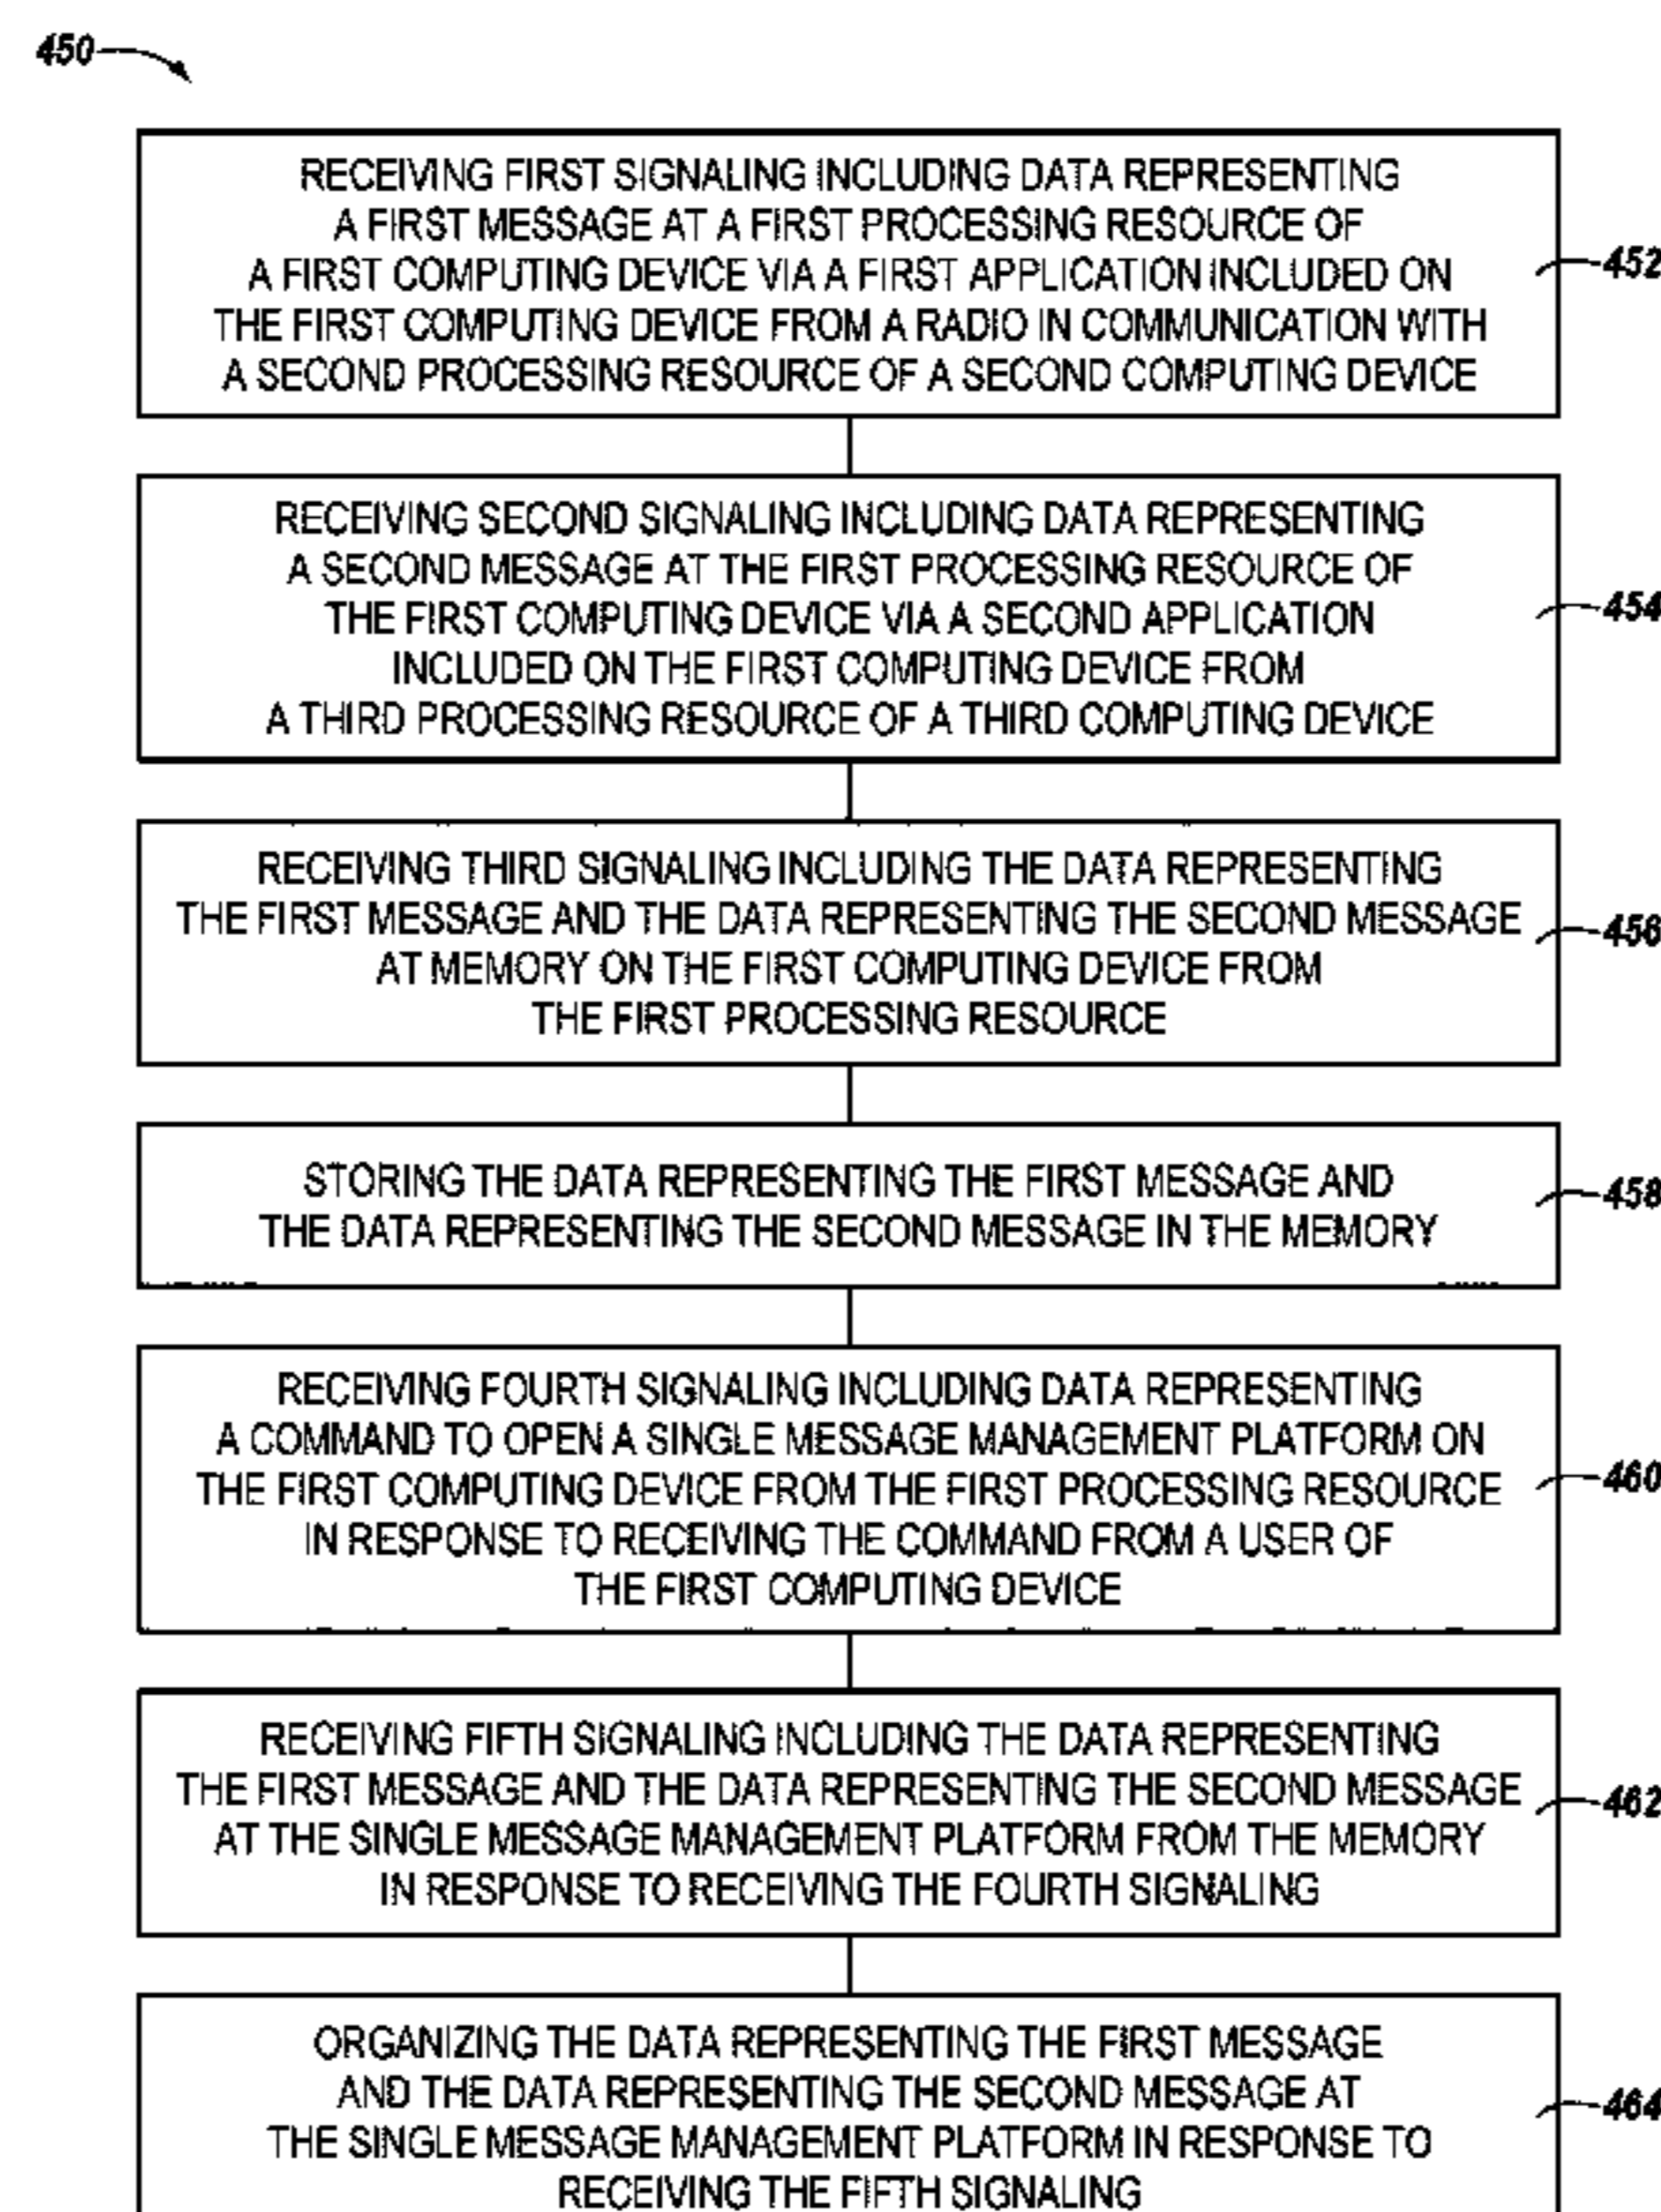 450
RECEIVING FIRST SIGNALING INCLUDING DATA REPRESENTING
A FIRST MESSAGE AT A FIRST PROCESSING RESOURCE OF
A FIRST COMPUTING DEVICE VIA A FIRST APPLICATION INCLUDED ON
THE FIRST COMPUTING DEVICE FROM A RADIO IN COMMUNICATION WITH
A SECOND PROCESSING RESOURCE OF A SECOND COMPUTING DEVICE
452
RECEIVING SECOND SIGNALING INCLUDING DATA REPRESENTING
A SECOND MESSAGE AT THE FIRST PROCESSING RESOURCE OF
THE FIRST COMPUTING DEVICE VIA A SECOND APPLICATION
INCLUDED ON THE FIRST COMPUTING DEVICE FROM
A THIRD PROCESSING RESOURCE OF A THIRD COMPUTING DEVICE
454
RECEIVING THIRD SIGNALING INCLUDING THE DATA REPRESENTING
THE FIRST MESSAGE AND THE DATA REPRESENTING THE SECOND MESSAGE
AT MEMORY ON THE FIRST COMPUTING DEVICE FROM
THE FIRST PROCESSING RESOURCE
456
STORING THE DATA REPRESENTING THE FIRST MESSAGE AND
THE DATA REPRESENTING THE SECOND MESSAGE IN THE MEMORY
458
RECEIVING FOURTH SIGNALING INCLUDING DATA REPRESENTING
A COMMAND TO OPEN A SINGLE MESSAGE MANAGEMENT PLATFORM ON
THE FIRST COMPUTING DEVICE FROM THE FIRST PROCESSING RESOURCE
IN RESPONSE TO RECEIVING THE COMMAND FROM A USER OF
THE FIRST COMPUTING DEVICE
460
RECEIVING FIFTH SIGNALING INCLUDING THE DATA REPRESENTING
THE FIRST MESSAGE AND THE DATA REPRESENTING THE SECOND MESSAGE
AT THE SINGLE MESSAGE MANAGEMENT PLATFORM FROM THE MEMORY
IN RESPONSE TO RECEIVING THE FOURTH SIGNALING
462
ORGANIZING THE DATA REPRESENTING THE FIRST MESSAGE
AND THE DATA REPRESENTING THE SECOND MESSAGE AT
THE SINGLE MESSAGE MANAGEMENT PLATFORM IN RESPONSE TO
RECEIVING THE FIFTH SIGNALING
464